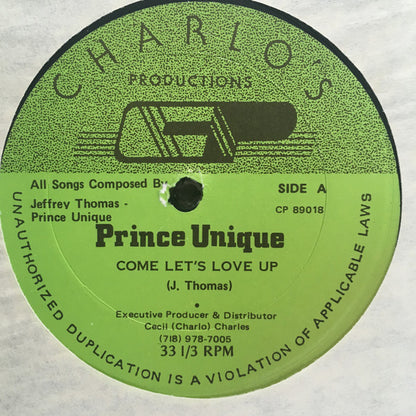 CHARLO'S
PRODUCTIONS
All Songs Composed By
Jeffrey Thomas -
Prince Unique
SIDE A
CP 89018
Prince Unique
COME LET'S LOVE UP
(J. Thomas)
Executive Producer & Distributor
Cecil (Charlo) Charles
(718) 978-7005
33 1/3 RPM
UNAUTHORIZED DUPLICATION IS A VIOLATION OF APPLICABLE LAWS